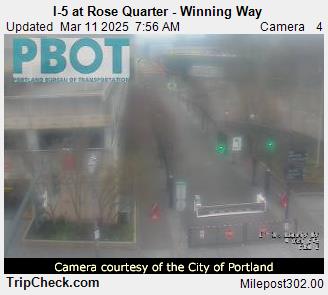 I-5 at Rose Quarter - Winning Way
Updated Mar 11 2025 7:56 AM Camera 4
PBOT
PORTLAND BUREAU OF TRANSPORTATION
Camera courtesy of the City of Portland
TripCheck.com Milepost302.00